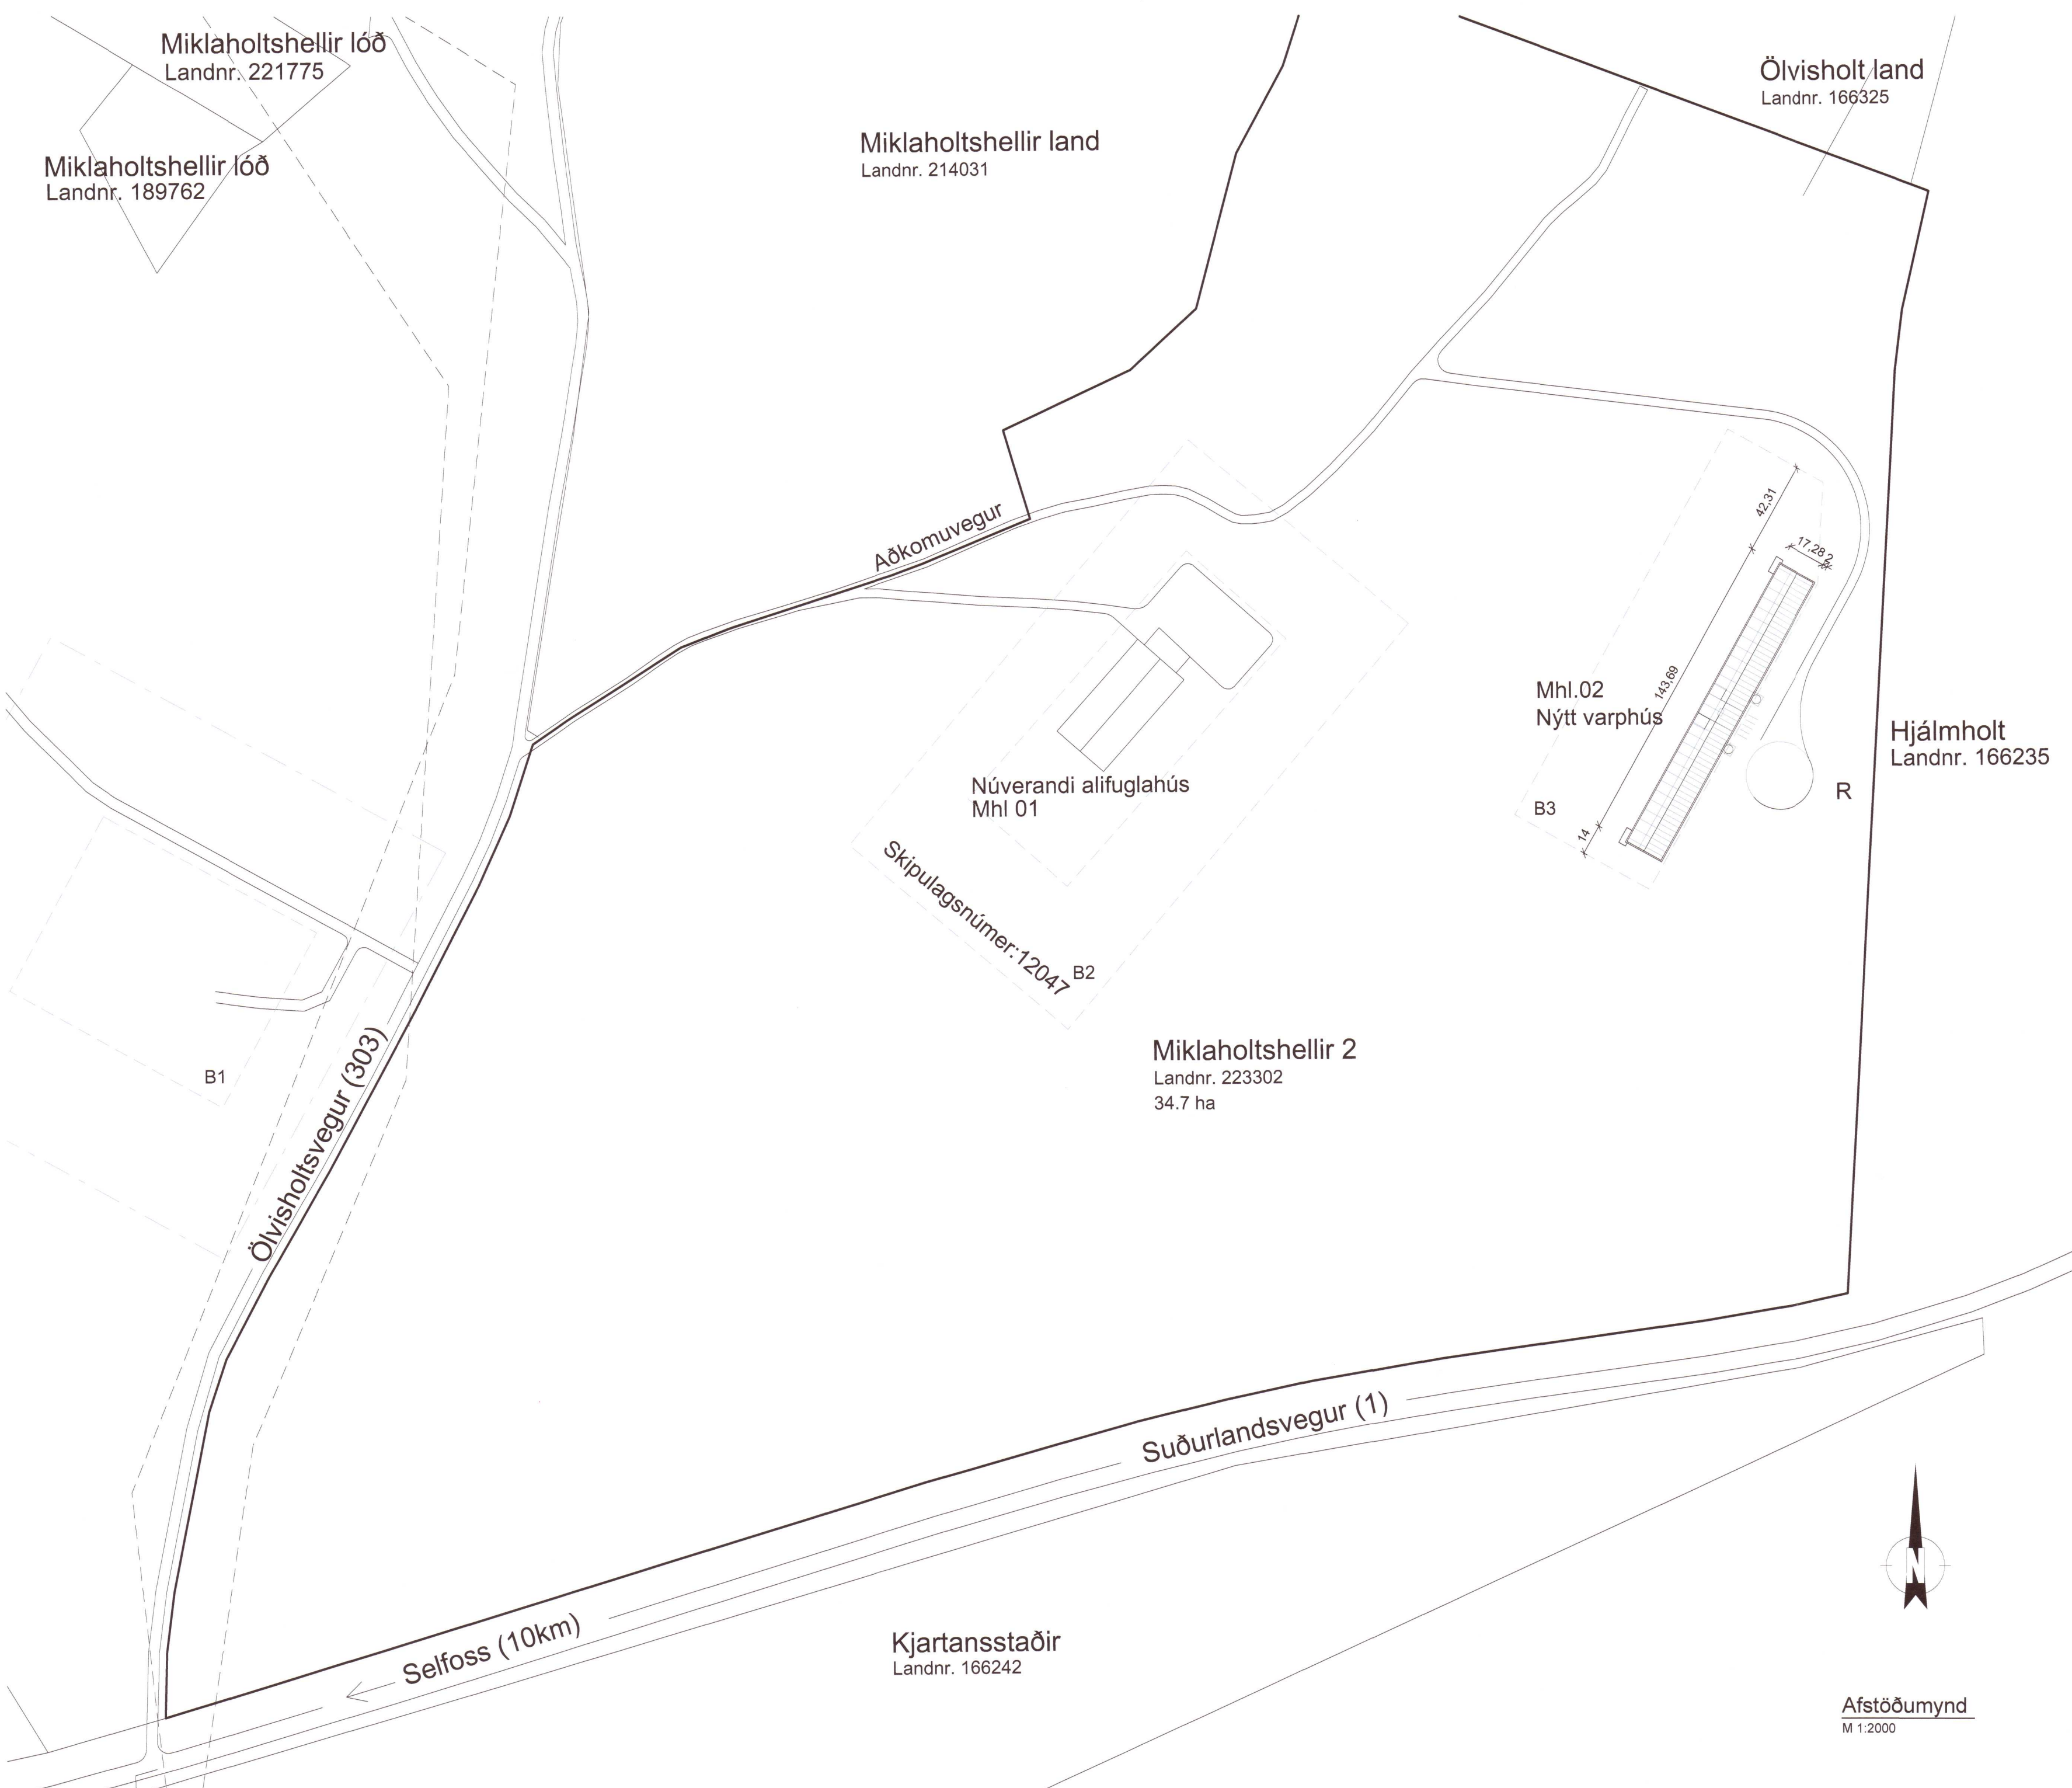 Miklaholtshellir lóð
Landnr. 221775
Ölvisholt land
Landnr. 166325
Miklaholtshellir land
Landnr. 214031
Miklaholtshellir lóð
Landnr. 189762
Aðkomuvegur
42,31
17,28
2
143,69
Mhl.02
Nýtt varphús
Hjálmholt
Landnr. 166235
Núverandi alifuglahús
Mhl 01
R
B3
14
Skipulagsnúmer:12047
B2
Miklaholtshellir 2
Landnr. 223302
34.7 ha
B1
Ölvisholtsvegur (303)
Suðurlandsvegur (1)
Selfoss (10km)
Kjartansstaðir
Landnr. 166242
N
Afstöðumynd
M 1:2000